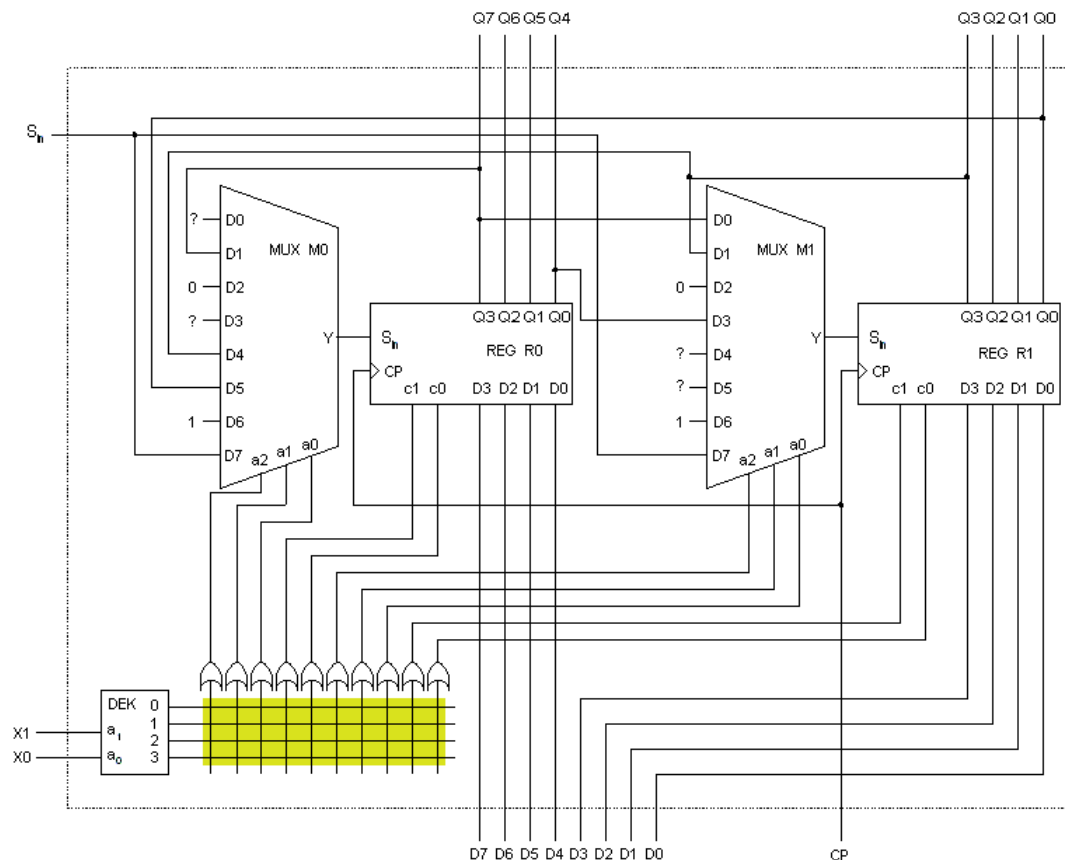 Q7 Q6 Q5 Q4 Q3 Q2 Q1 Q0
Sin
? D0 D0
D1 MUX M0 D1 MUX M1
0 D2 0 D2
? D3 D3
Y Q3 Q2 Q1 Q0 Y Q3 Q2 Q1 Q0
Sin Sin
D4 REG R0 ? D4 REG R1
CP CP
D5 c1 c0 D3 D2 D1 D0 ? D5 c1 c0 D3 D2 D1 D0
1 D6 1 D6
D7 a2 a1 a0 D7 a2 a1 a0
DEK 0
1
X1 a1 2
X0 a0 3
D7 D6 D5 D4 D3 D2 D1 D0 CP